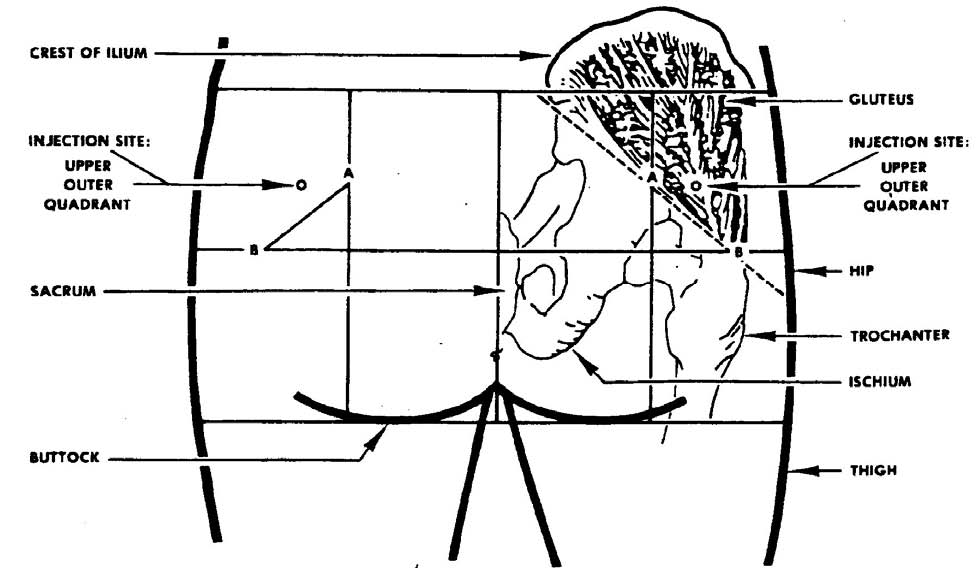 CREST OF ILIUM
GLUTEUS
INJECTION SITE:
UPPER
OUTER
QUADRANT
A
A
INJECTION SITE:
UPPER
OUTER
QUADRANT
B
B
HIP
SACRUM
TROCHANTER
ISCHIUM
BUTTOCK
THIGH